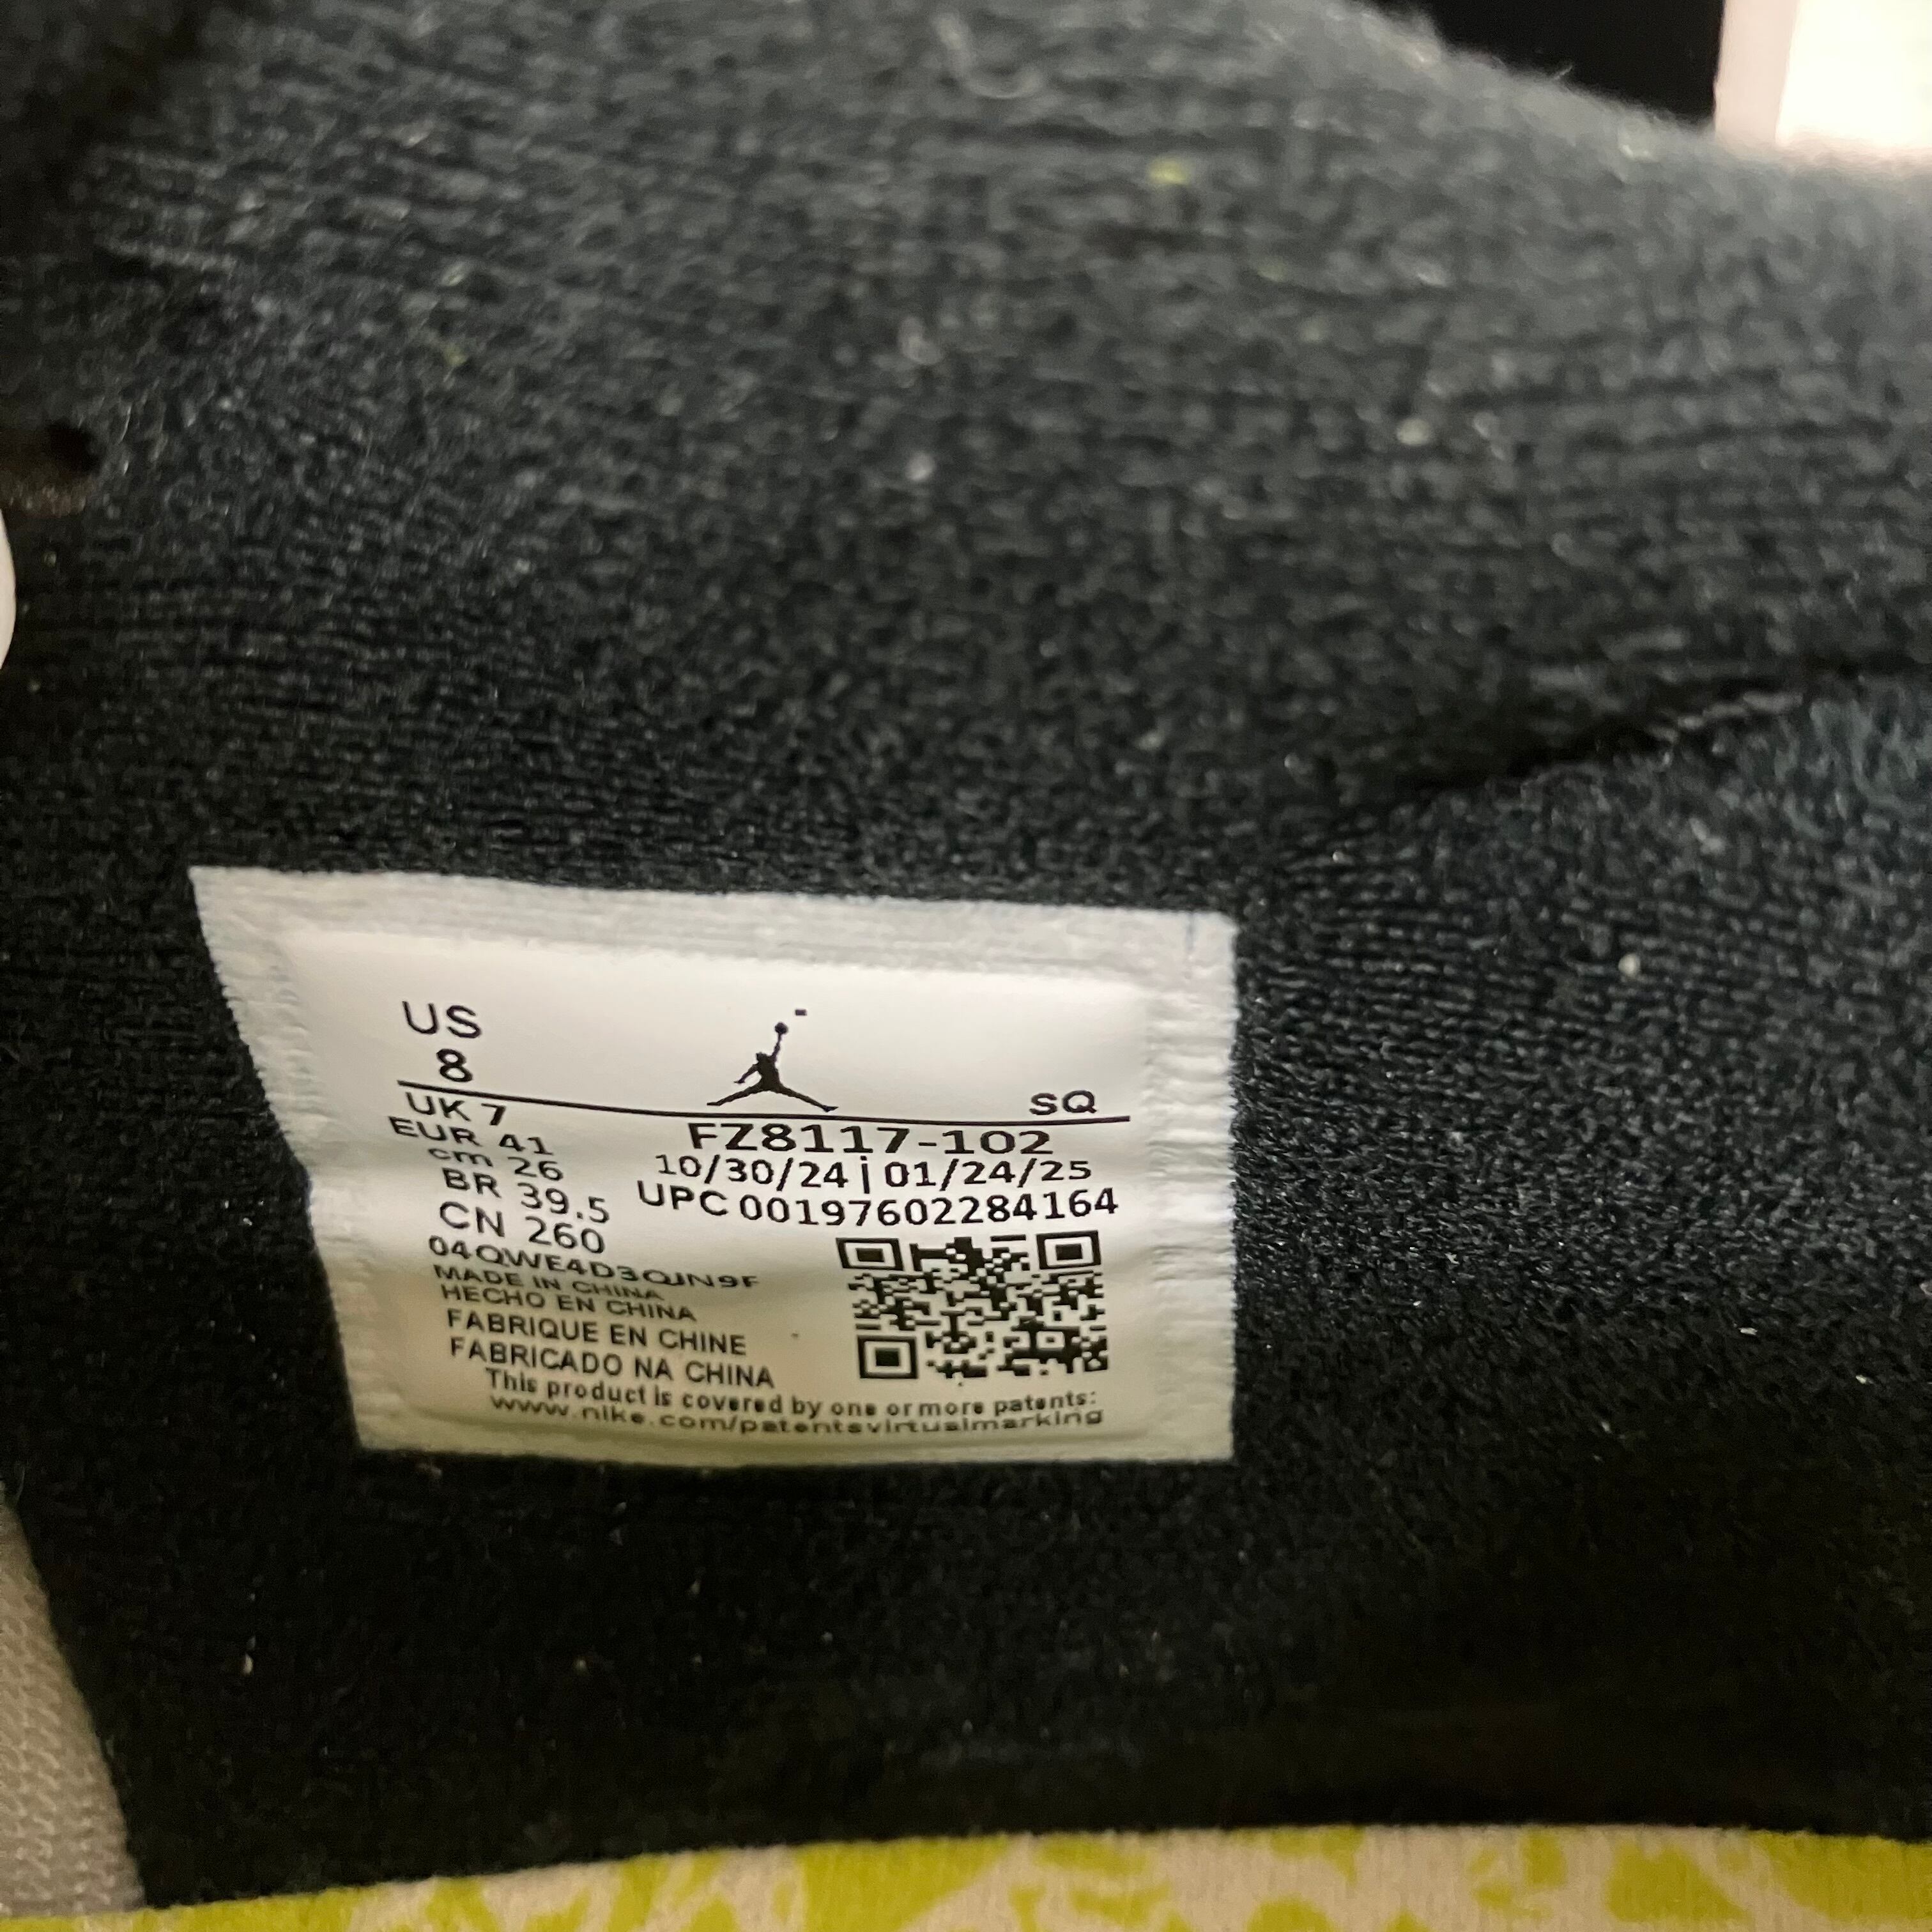 US
8
SQ
UK 7
EUR 41
cm 26
BR 39.5
CN 260
FZ8117-102
10/30/24 | 01/24/25
UPC 00197602284164
04QWE4D3QJN9F
MADE IN CHINA
HECHO EN CHINA
FABRIQUE EN CHINE
FABRICADO NA CHINA
This product is covered by one or more patents:
www.nike.com/patentsvirtualmarking